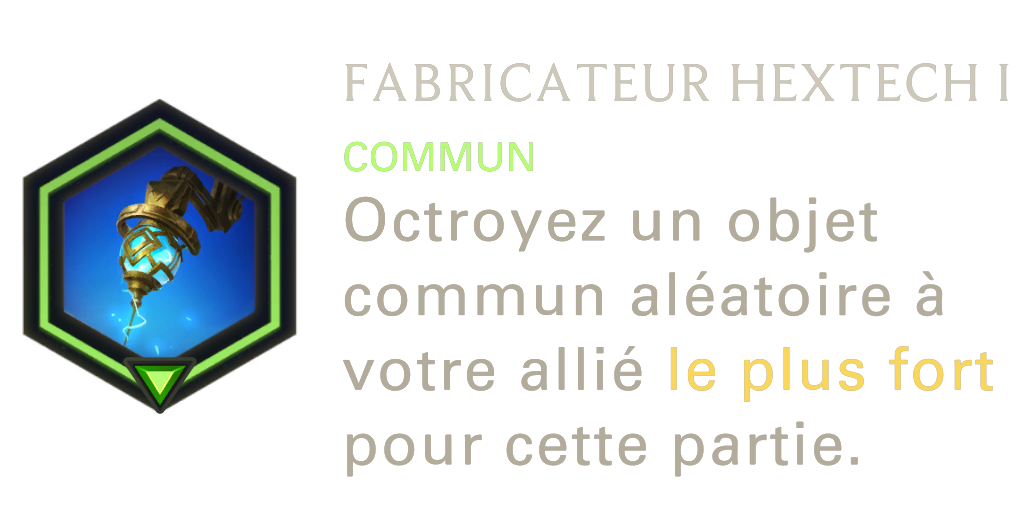 FABRICATEUR HEXTECH I
COMMUN
Octroyez un objet
commun aléatoire à
votre allié le plus fort
pour cette partie.